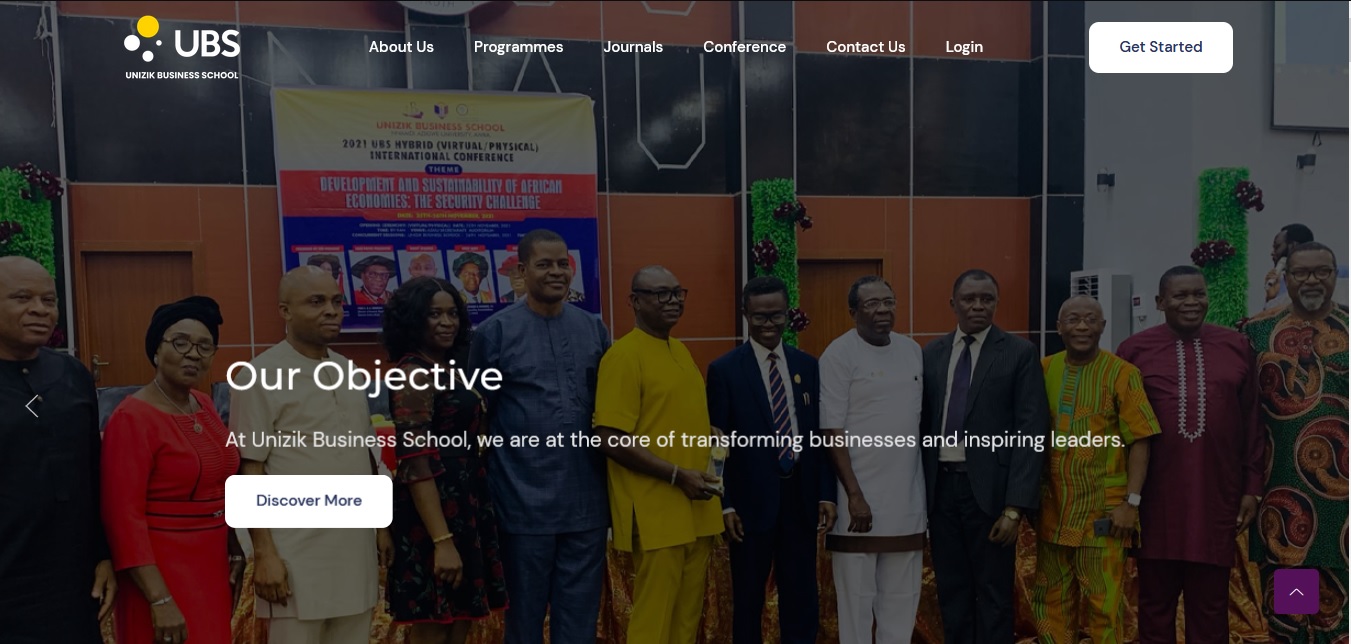 UBS
UNIZIK BUSINESS SCHOOL
About Us
Programmes
Journals
Conference
Contact Us
Login
Get Started
UNIZIK BUSINESS SCHOOL
2021 UBS HYBRID (VIRTUAL/PHYSICAL)
INTERNATIONAL CONFERENCE
THEME
DEVELOPMENT AND SUSTAINABILITY OF AFRICAN
ECONOMIES: THE SECURITY CHALLENGE
Our Objective
At Unizik Business School, we are at the core of transforming businesses and inspiring leaders.
Discover More